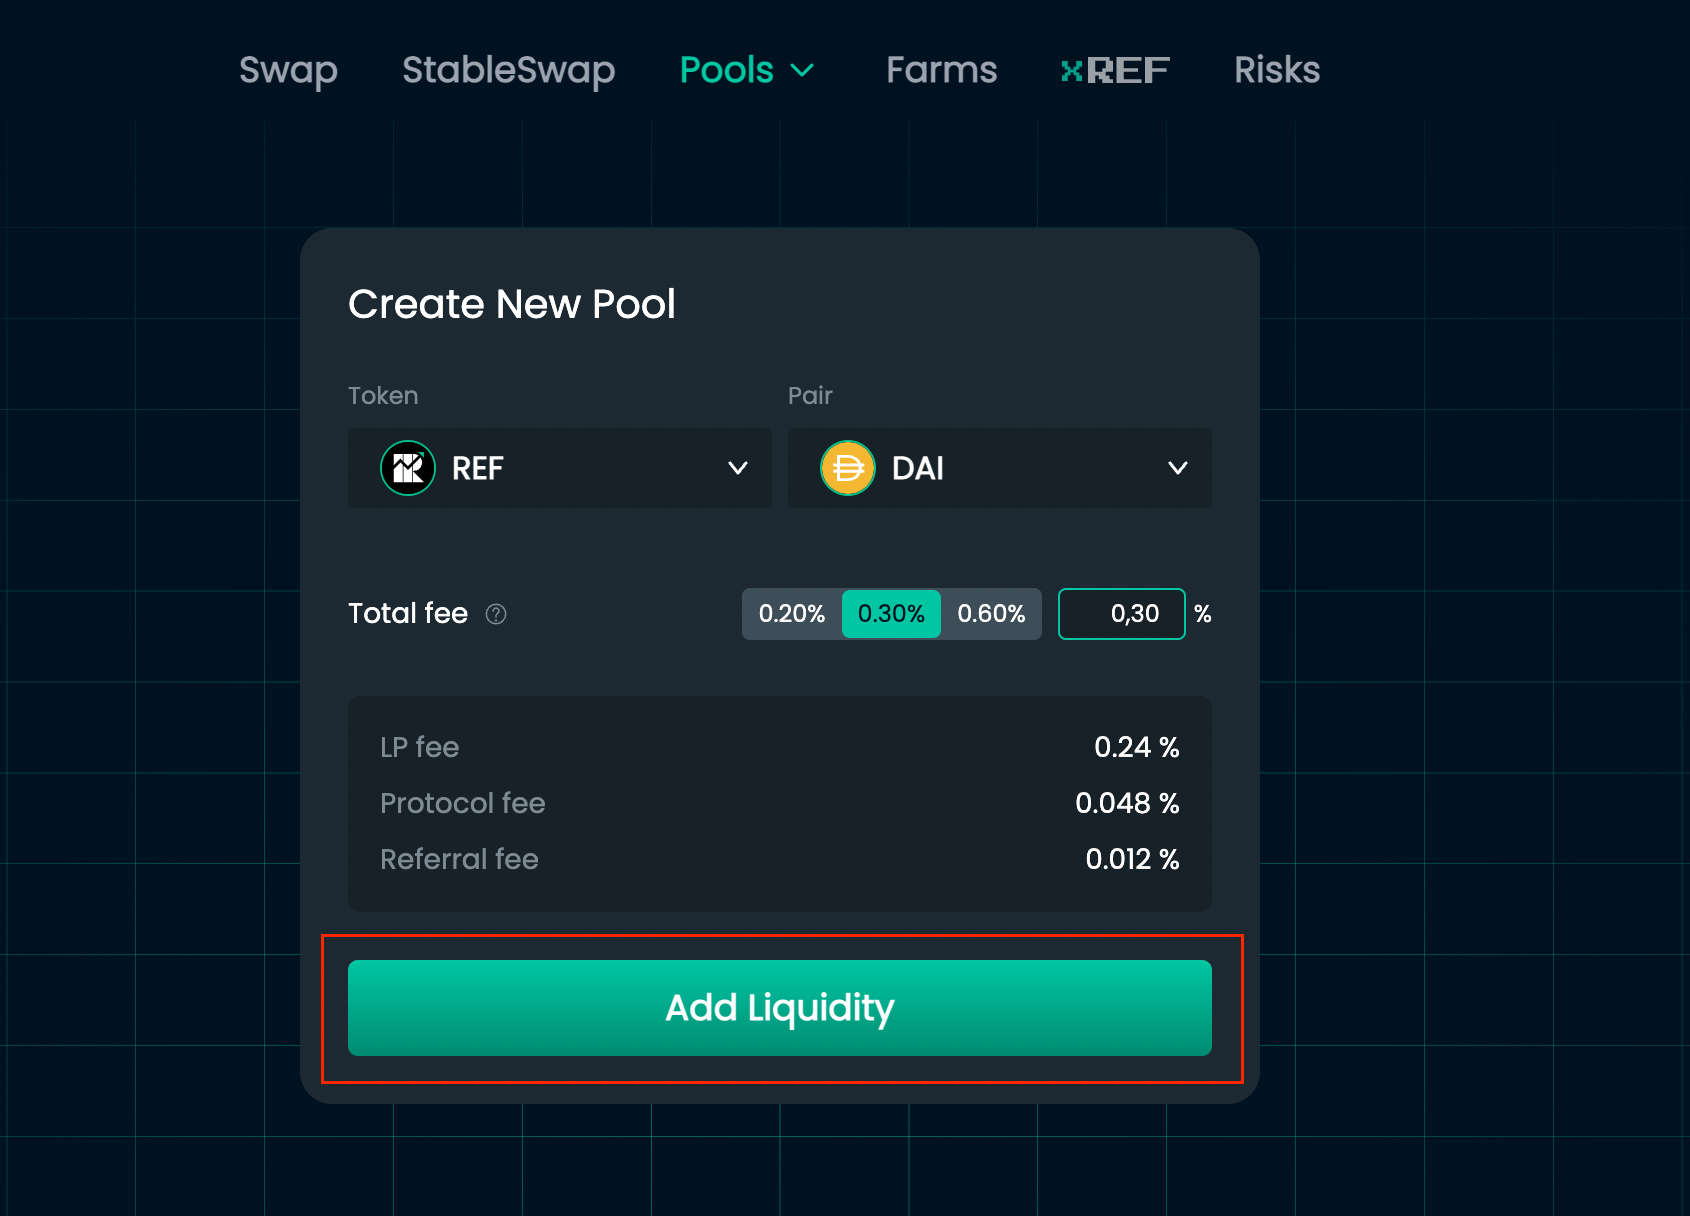 Swap StableSwap Pools Farms xREF Risks
Create New Pool
Token Pair
REF DAI
Total fee ? 0.20% 0.30% 0.60% 0,30 %
LP fee 0.24 %
Protocol fee 0.048 %
Referral fee 0.012 %
Add Liquidity